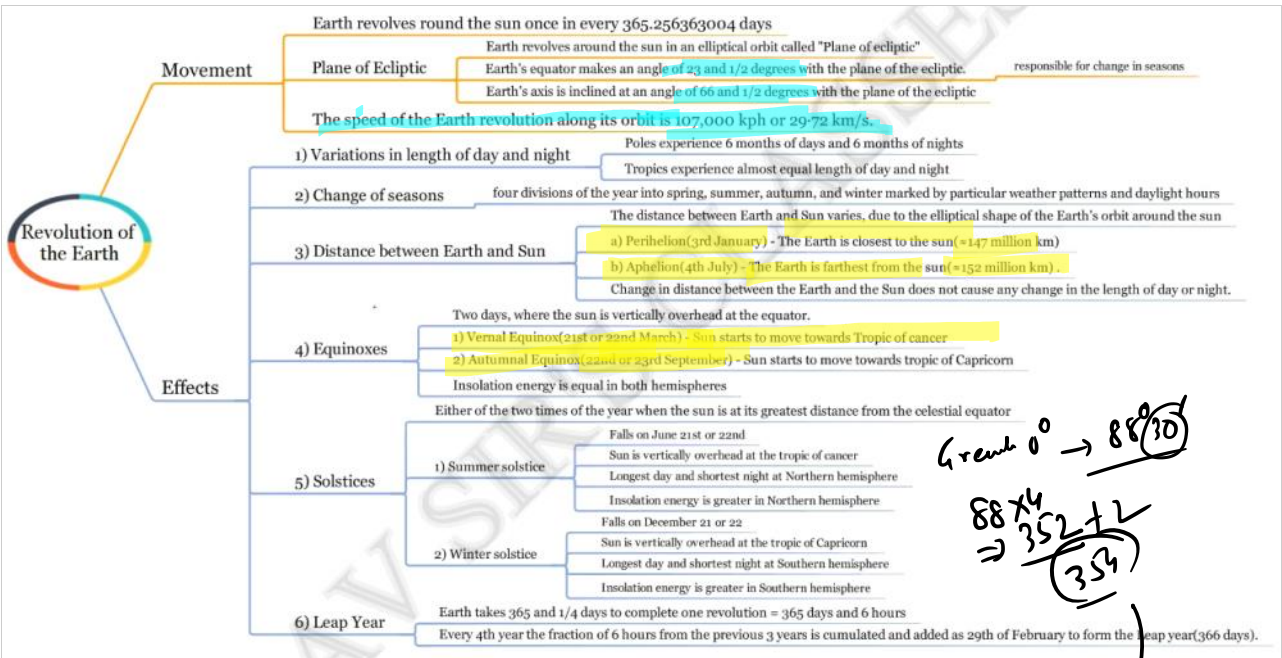 Earth revolves round the sun once in every 365.256363004 days
Movement
Plane of Ecliptic
Earth revolves around the sun in an elliptical orbit called "Plane of ecliptic"
Earth's equator makes an angle of 23 and 1/2 degrees with the plane of the ecliptic.
responsible for change in seasons
Earth's axis is inclined at an angle of 66 and 1/2 degrees with the plane of the ecliptic
The speed of the Earth revolution along its orbit is 107,000 kph or 29.72 km/s.
Revolution of
the Earth
Effects
1) Variations in length of day and night
Poles experience 6 months of days and 6 months of nights
Tropics experience almost equal length of day and night
2) Change of seasons
four divisions of the year into spring, summer, autumn, and winter marked by particular weather patterns and daylight hours
3) Distance between Earth and Sun
The distance between Earth and Sun varies, due to the elliptical shape of the Earth's orbit around the sun
a) Perihelion(3rd January) - The Earth is closest to the sun(≈147 million km)
b) Aphelion(4th July) - The Earth is farthest from the sun(≈152 million km) .
Change in distance between the Earth and the Sun does not cause any change in the length of day or night.
4) Equinoxes
Two days, where the sun is vertically overhead at the equator.
1) Vernal Equinox(21st or 22nd March) - Sun starts to move towards Tropic of cancer
2) Autumnal Equinox(22nd or 23rd September) - Sun starts to move towards tropic of Capricorn
Insolation energy is equal in both hemispheres
5) Solstices
Either of the two times of the year when the sun is at its greatest distance from the celestial equator
1) Summer solstice
Falls on June 21st or 22nd
Sun is vertically overhead at the tropic of cancer
Longest day and shortest night at Northern hemisphere
Insolation energy is greater in Northern hemisphere
2) Winter solstice
Falls on December 21 or 22
Sun is vertically overhead at the tropic of Capricorn
Longest day and shortest night at Southern hemisphere
Insolation energy is greater in Southern hemisphere
6) Leap Year
Earth takes 365 and 1/4 days to complete one revolution = 365 days and 6 hours
Every 4th year the fraction of 6 hours from the previous 3 years is cumulated and added as 29th of February to form the Leap year(366 days).
0° → 88° 30'
88 x 4
⇒ 352 + 2
354